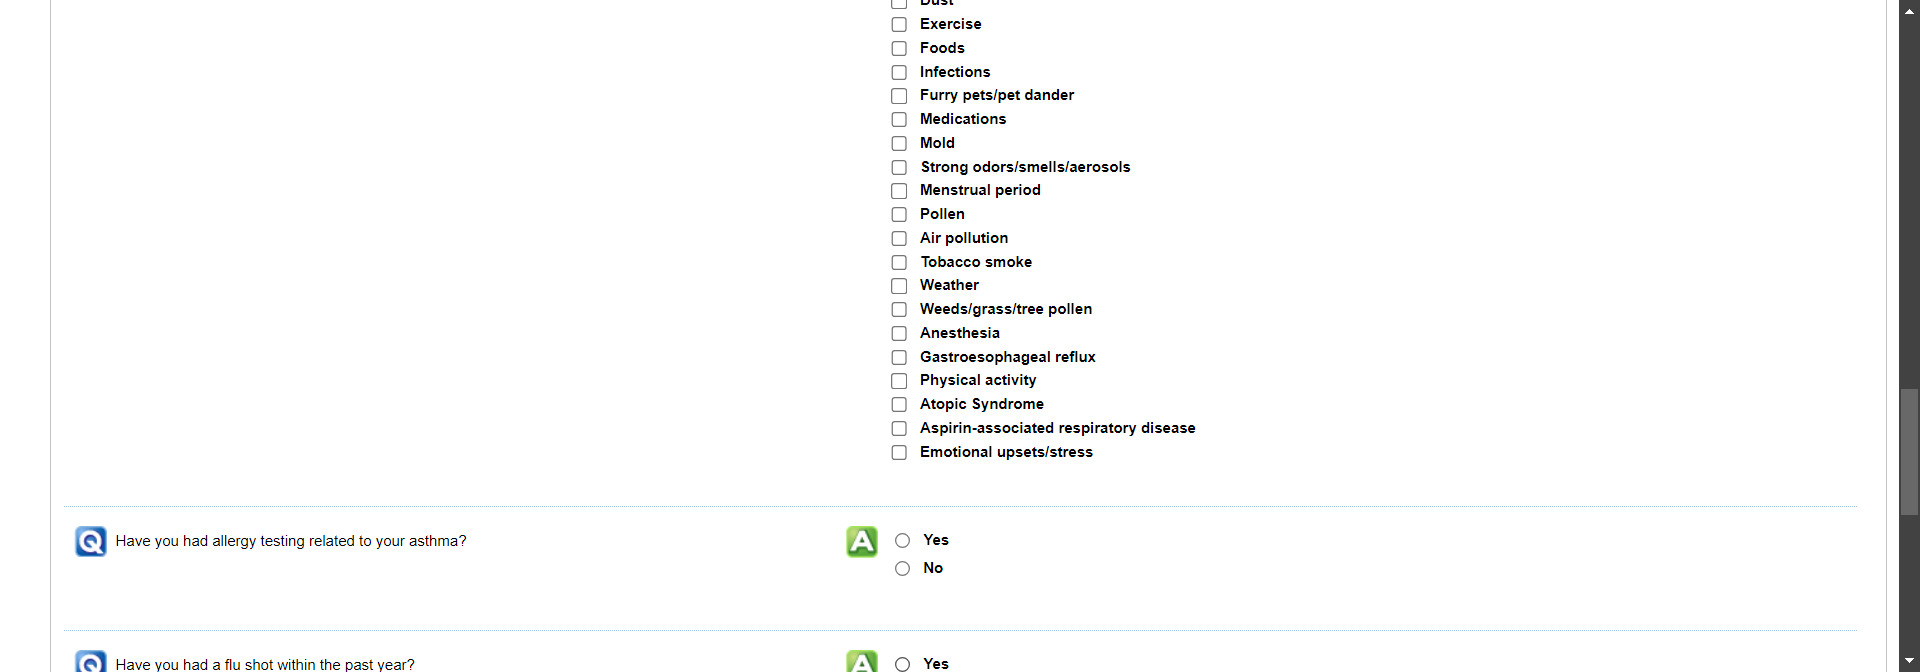 Dust
Exercise
Foods
Infections
Furry pets/pet dander
Medications
Mold
Strong odors/smells/aerosols
Menstrual period
Pollen
Air pollution
Tobacco smoke
Weather
Weeds/grass/tree pollen
Anesthesia
Gastroesophageal reflux
Physical activity
Atopic Syndrome
Aspirin-associated respiratory disease
Emotional upsets/stress
Q Have you had allergy testing related to your asthma? A Yes
No
Q Have you had a flu shot within the past year? A Yes